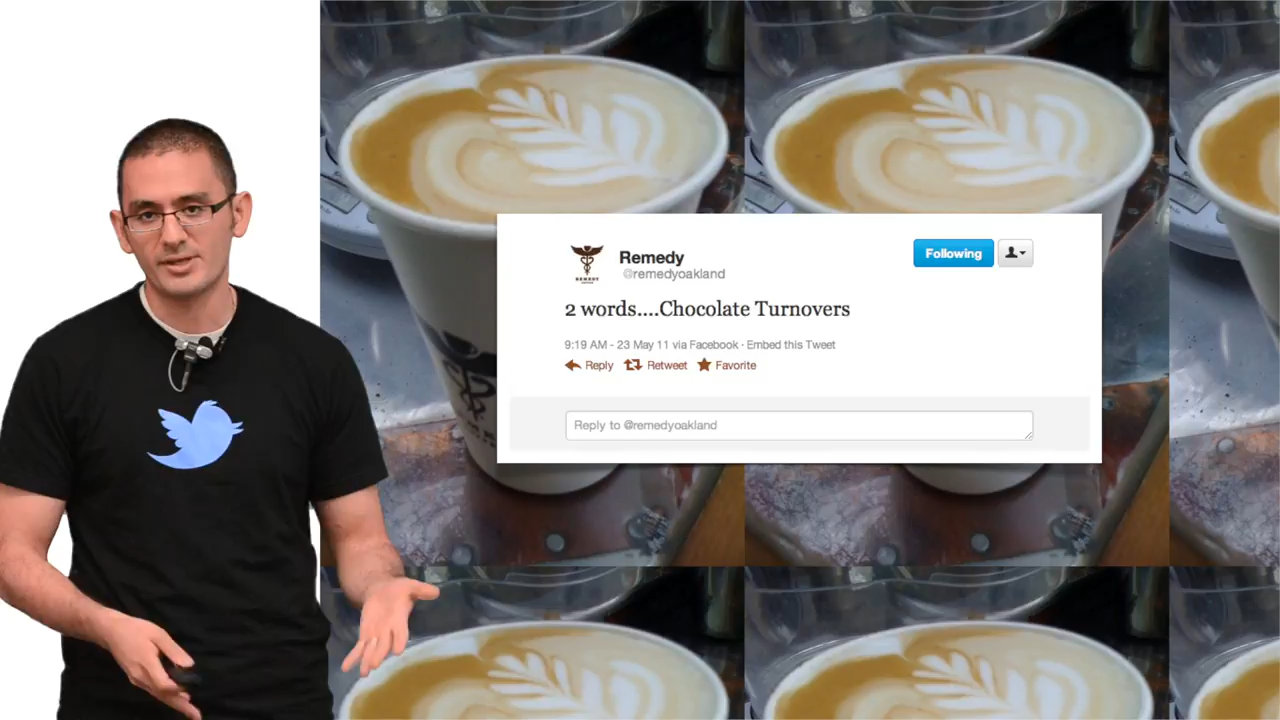 Remedy
@remedyoakland
Following
2 words....Chocolate Turnovers
9:19 AM - 23 May 11 via Facebook · Embed this Tweet
Reply Retweet Favorite
Reply to @remedyoakland
REMEDY